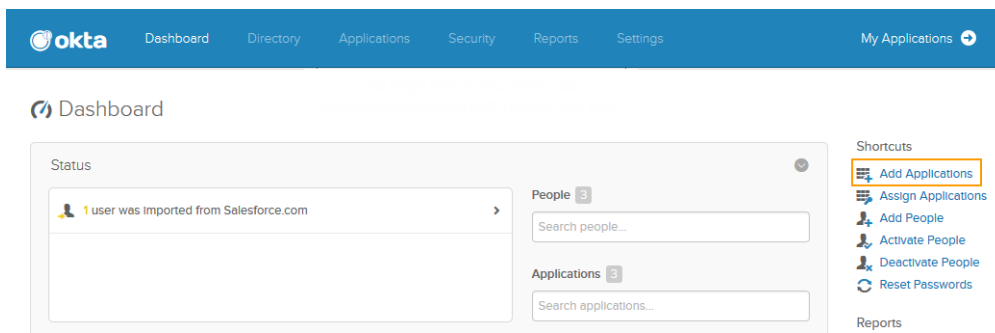 okta Dashboard Directory Applications Security Reports Settings My Applications
Dashboard
Status
1 user was imported from Salesforce.com
People 3
Search people...
Applications 3
Search applications...
Shortcuts
Add Applications
Assign Applications
Add People
Activate People
Deactivate People
Reset Passwords
Reports